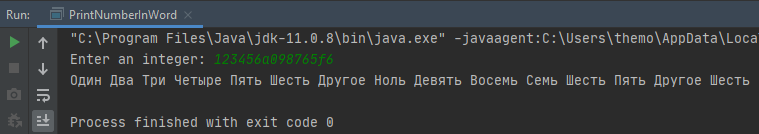 Run: PrintNumberInWord
"C:\Program Files\Java\jdk-11.0.8\bin\java.exe" -javaagent:C:\Users\themo\AppData\Loca
Enter an integer: 123456a098765f6
Один Два Три Четыре Пять Шесть Другое Ноль Девять Восемь Семь Шесть Пять Другое Шесть
Process finished with exit code 0